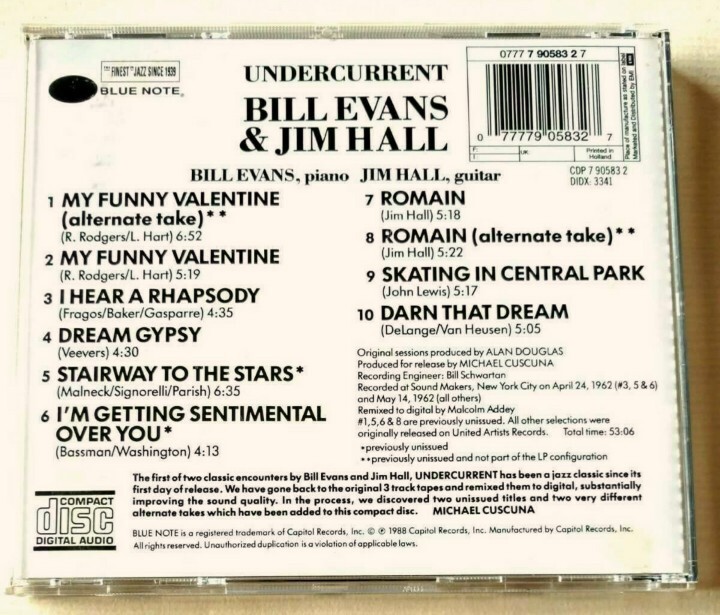 THE FINEST IN JAZZ SINCE 1939
BLUE NOTE®
UNDERCURRENT
BILL EVANS
& JIM HALL
BILL EVANS, piano JIM HALL, guitar
0777 7 90583 2 7
0 77779 05832 7
F:
I:
UK:
Printed in
Holland
Place of manufacture as stated on label
Marketed and Distributed by EMI
EMI
CDP 7 90583 2
DIDX: 3341
1 MY FUNNY VALENTINE
(alternate take)**
(R. Rodgers/L. Hart) 6:52
2 MY FUNNY VALENTINE
(R. Rodgers/L. Hart) 5:19
3 I HEAR A RHAPSODY
(Fragos/Baker/Gasparre) 4:35
4 DREAM GYPSY
(Veevers) 4:30
5 STAIRWAY TO THE STARS*
(Malneck/Signorelli/Parish) 6:35
6 I'M GETTING SENTIMENTAL
OVER YOU*
(Bassman/Washington) 4:13
7 ROMAIN
(Jim Hall) 5:18
8 ROMAIN (alternate take)**
(Jim Hall) 5:22
9 SKATING IN CENTRAL PARK
(John Lewis) 5:17
10 DARN THAT DREAM
(DeLange/Van Heusen) 5:05
Original sessions produced by ALAN DOUGLAS
Produced for release by MICHAEL CUSCUNA
Recording Engineer: Bill Schwartan
Recorded at Sound Makers, New York City on April 24, 1962 (#3, 5 & 6)
and May 14, 1962 (all others)
Remixed to digital by Malcolm Addey
#1,5,6 & 8 are previously unissued. All other selections were
originally released on United Artists Records. Total time: 53:06
*previously unissued
**previously unissued and not part of the LP configuration
The first of two classic encounters by Bill Evans and Jim Hall, UNDERCURRENT has been a jazz classic since its
first day of release. We have gone back to the original 3 track tapes and remixed them to digital, substantially
improving the sound quality. In the process, we discovered two unissued titles and two very different
alternate takes which have been added to this compact disc. MICHAEL CUSCUNA
COMPACT
disc
DIGITAL AUDIO
BLUE NOTE is a registered trademark of Capitol Records, Inc. © ℗ 1988 Capitol Records, Inc. Manufactured by Capitol Records, Inc.
All rights reserved. Unauthorized duplication is a violation of applicable laws.